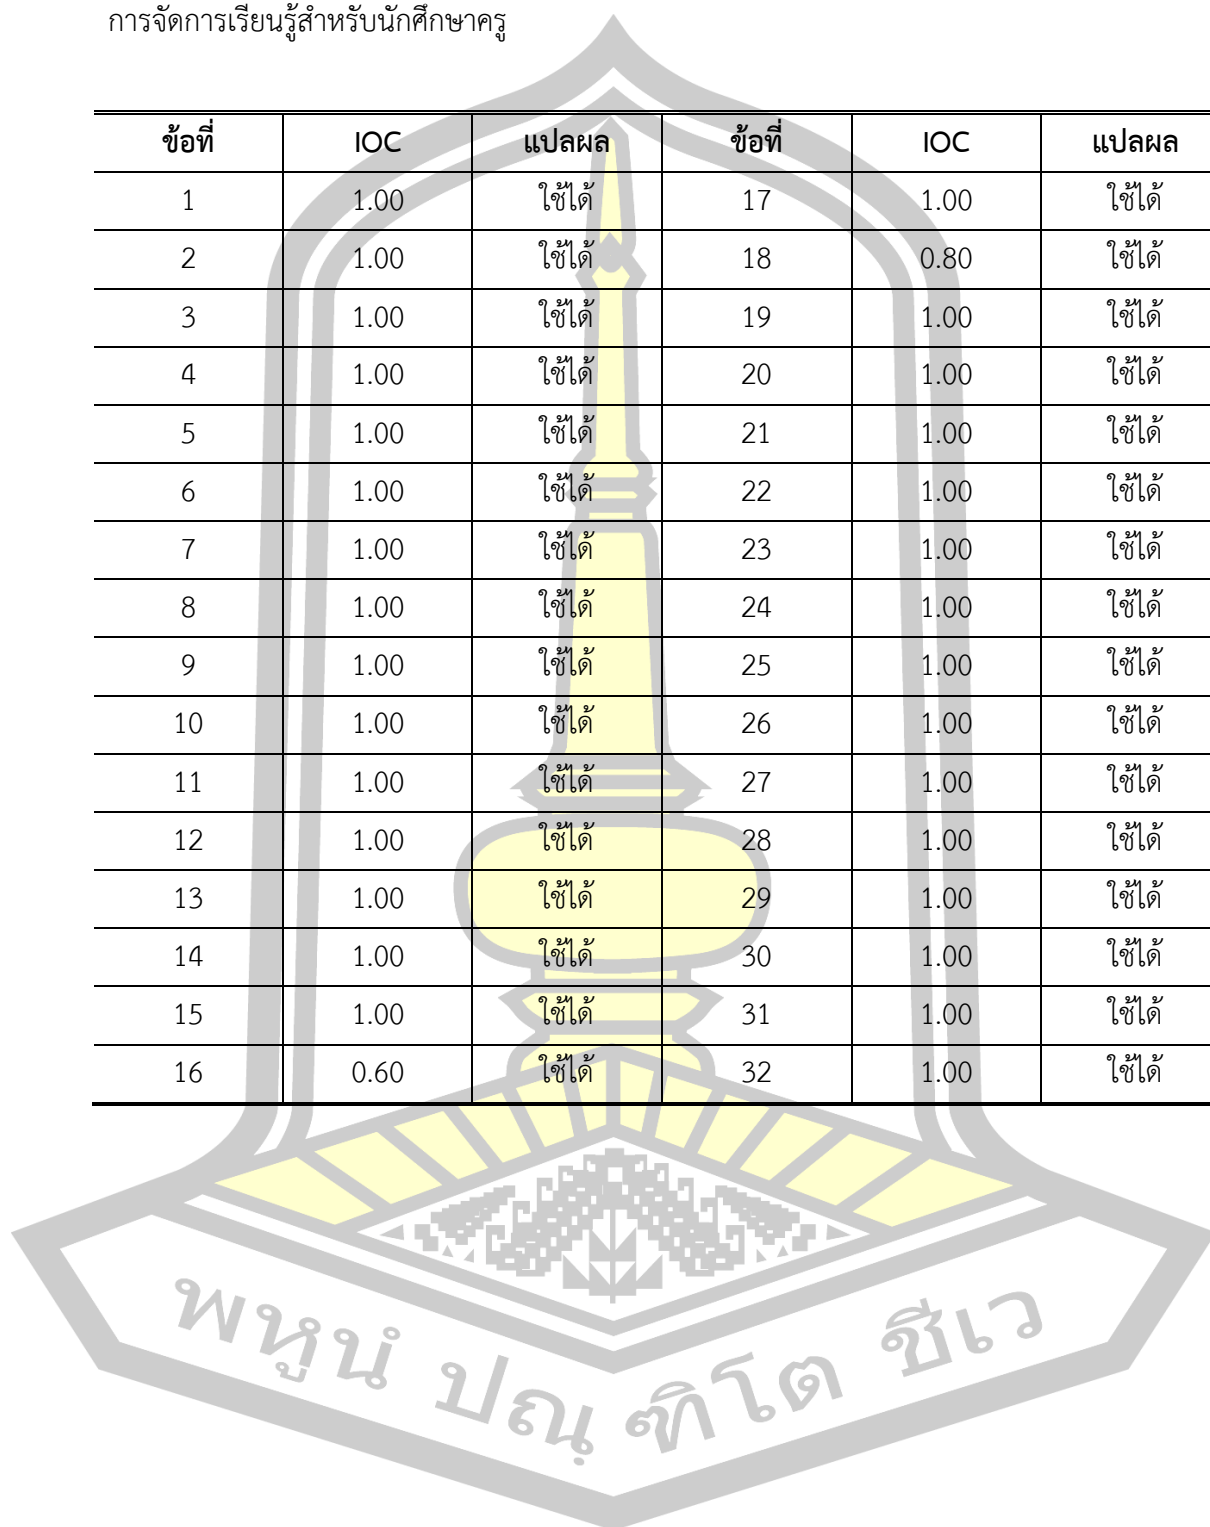 การจัดการเรียนรู้สำหรับนักศึกษาครู
ข้อที่ IOC แปลผล ข้อที่ IOC แปลผล
1 1.00 ใช้ได้ 17 1.00 ใช้ได้
2 1.00 ใช้ได้ 18 0.80 ใช้ได้
3 1.00 ใช้ได้ 19 1.00 ใช้ได้
4 1.00 ใช้ได้ 20 1.00 ใช้ได้
5 1.00 ใช้ได้ 21 1.00 ใช้ได้
6 1.00 ใช้ได้ 22 1.00 ใช้ได้
7 1.00 ใช้ได้ 23 1.00 ใช้ได้
8 1.00 ใช้ได้ 24 1.00 ใช้ได้
9 1.00 ใช้ได้ 25 1.00 ใช้ได้
10 1.00 ใช้ได้ 26 1.00 ใช้ได้
11 1.00 ใช้ได้ 27 1.00 ใช้ได้
12 1.00 ใช้ได้ 28 1.00 ใช้ได้
13 1.00 ใช้ได้ 29 1.00 ใช้ได้
14 1.00 ใช้ได้ 30 1.00 ใช้ได้
15 1.00 ใช้ได้ 31 1.00 ใช้ได้
16 0.60 ใช้ได้ 32 1.00 ใช้ได้
พหูนํ ปณฺฑิโต ชีเว